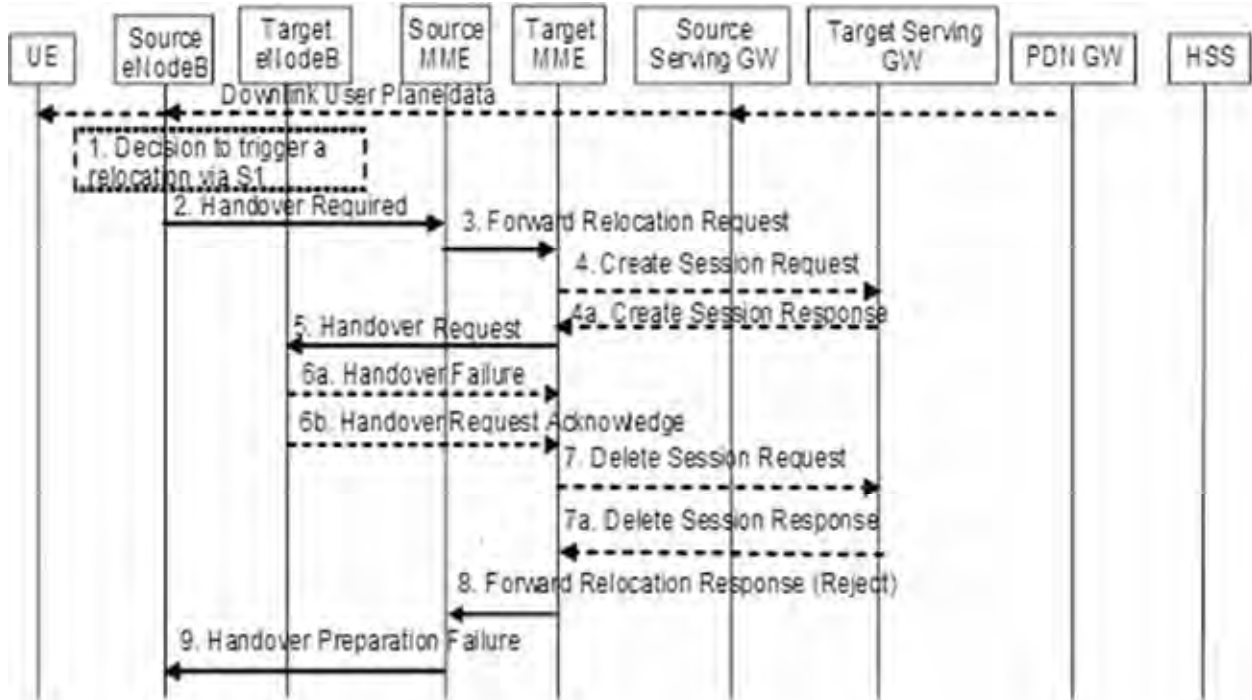 UE
Source
eNodeB
Target
eNodeB
Source
MME
Target
MME
Source
Serving GW
Target Serving
GW
PDN GW
HSS
Downlink User Plane data
1. Decision to trigger a
relocation via S1
2. Handover Required
3. Forward Relocation Request
4. Create Session Request
4a. Create Session Response
5. Handover Request
6a. Handover Failure
6b. Handover Request Acknowledge
7. Delete Session Request
7a. Delete Session Response
8. Forward Relocation Response (Reject)
9. Handover Preparation Failure